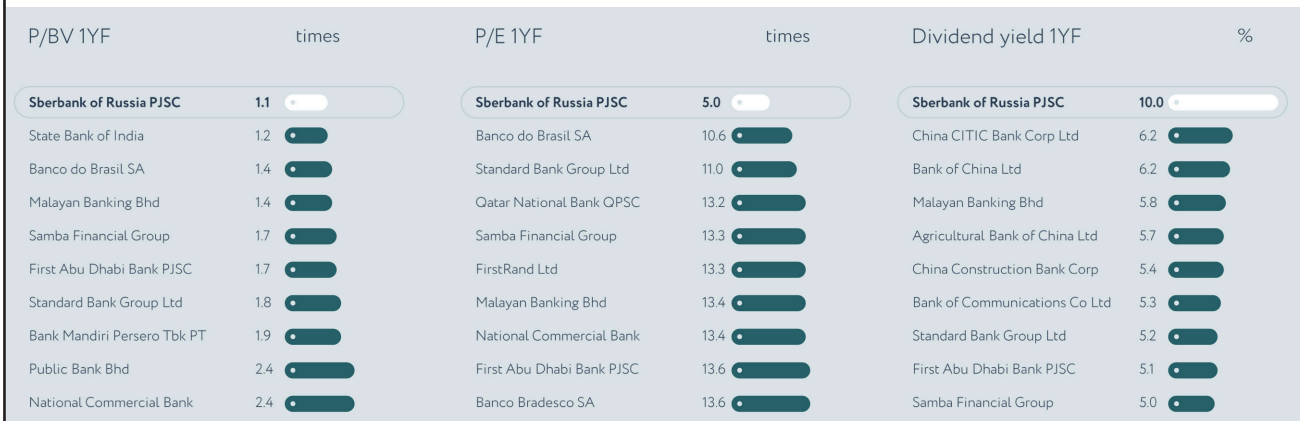 P/BV 1YF times
Sberbank of Russia PJSC 1.1
State Bank of India 1.2
Banco do Brasil SA 1.4
Malayan Banking Bhd 1.4
Samba Financial Group 1.7
First Abu Dhabi Bank PJSC 1.7
Standard Bank Group Ltd 1.8
Bank Mandiri Persero Tbk PT 1.9
Public Bank Bhd 2.4
National Commercial Bank 2.4
P/E 1YF times
Sberbank of Russia PJSC 5.0
Banco do Brasil SA 10.6
Standard Bank Group Ltd 11.0
Qatar National Bank QPSC 13.2
Samba Financial Group 13.3
FirstRand Ltd 13.3
Malayan Banking Bhd 13.4
National Commercial Bank 13.4
First Abu Dhabi Bank PJSC 13.6
Banco Bradesco SA 13.6
Dividend yield 1YF %
Sberbank of Russia PJSC 10.0
China CITIC Bank Corp Ltd 6.2
Bank of China Ltd 6.2
Malayan Banking Bhd 5.8
Agricultural Bank of China Ltd 5.7
China Construction Bank Corp 5.4
Bank of Communications Co Ltd 5.3
Standard Bank Group Ltd 5.2
First Abu Dhabi Bank PJSC 5.1
Samba Financial Group 5.0